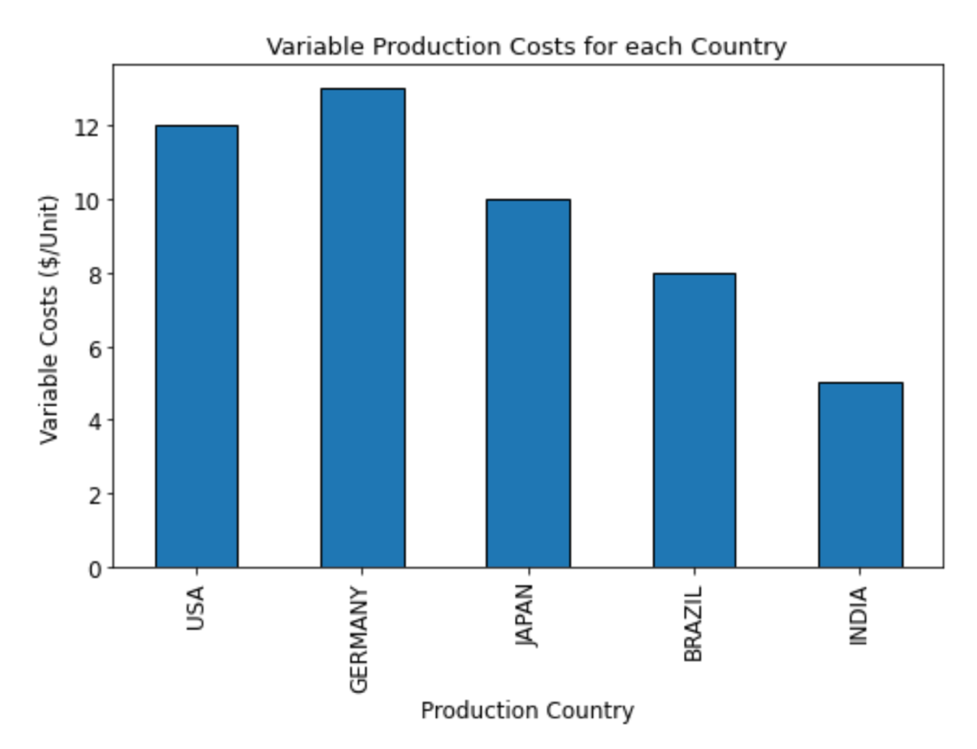 Variable Production Costs for each Country
Variable Costs ($/Unit)
12
10
8
6
4
2
0
USA
GERMANY
JAPAN
BRAZIL
INDIA
Production Country